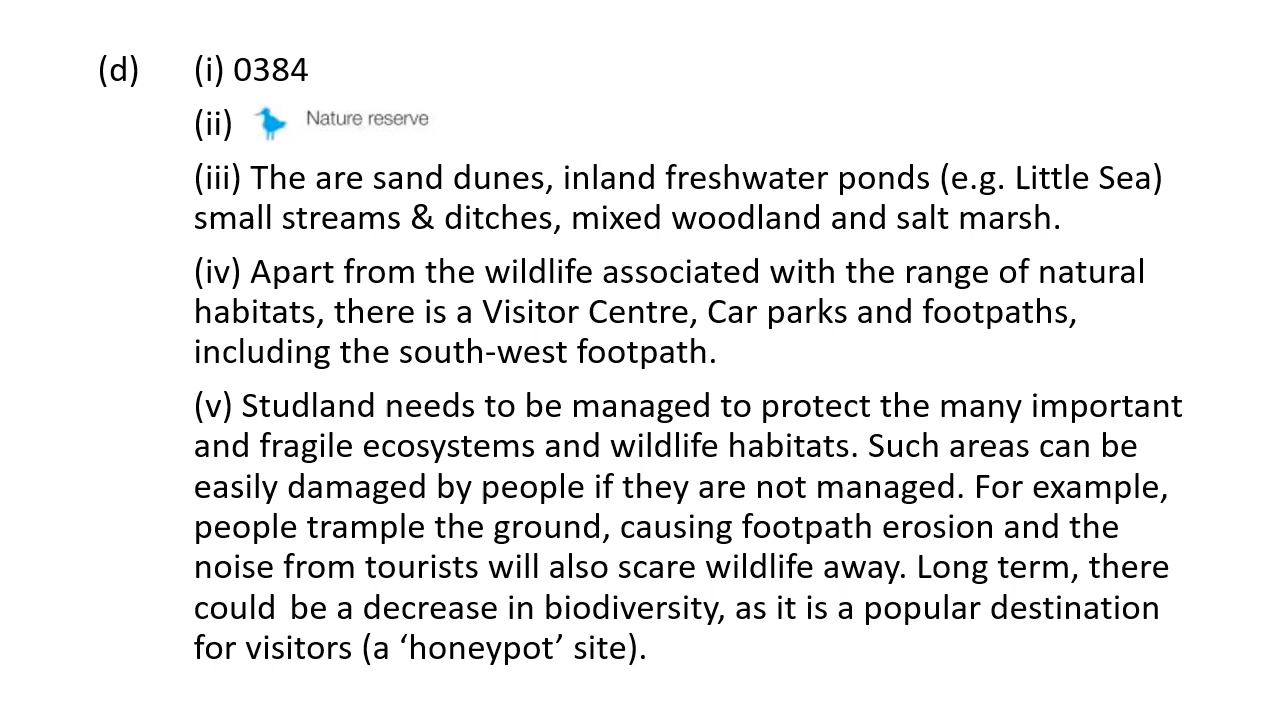 (d) (i) 0384
(ii) Nature reserve
(iii) The are sand dunes, inland freshwater ponds (e.g. Little Sea)
small streams & ditches, mixed woodland and salt marsh.
(iv) Apart from the wildlife associated with the range of natural
habitats, there is a Visitor Centre, Car parks and footpaths,
including the south-west footpath.
(v) Studland needs to be managed to protect the many important
and fragile ecosystems and wildlife habitats. Such areas can be
easily damaged by people if they are not managed. For example,
people trample the ground, causing footpath erosion and the
noise from tourists will also scare wildlife away. Long term, there
could be a decrease in biodiversity, as it is a popular destination
for visitors (a ‘honeypot’ site).